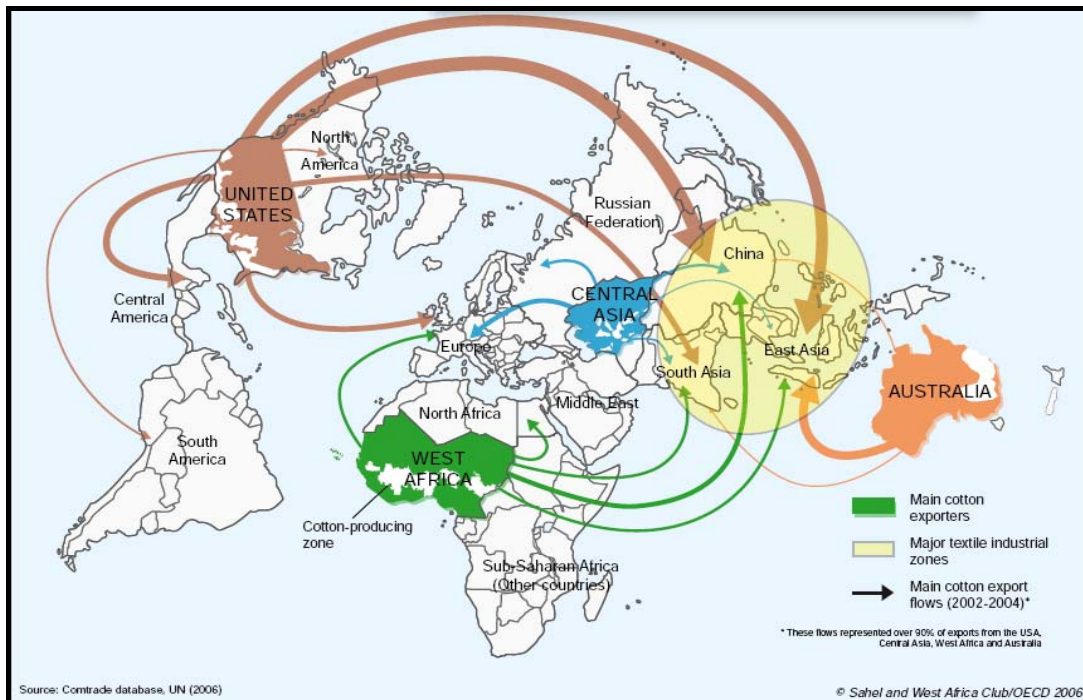 North
America
UNITED
STATES
Russian
Federation
China
CENTRAL
ASIA
Central
America
Europe
East Asia
South Asia
AUSTRALIA
Middle East
North Africa
South
America
WEST
AFRICA
Cotton-producing
zone
Sub-Saharan Africa
(Other countries)
Main cotton
exporters
Major textile industrial
zones
Main cotton export
flows (2002-2004)*
* These flows represented over 90% of exports from the USA,
Central Asia, West Africa and Australia
Source: Comtrade database, UN (2006)
© Sahel and West Africa Club/OECD 2006